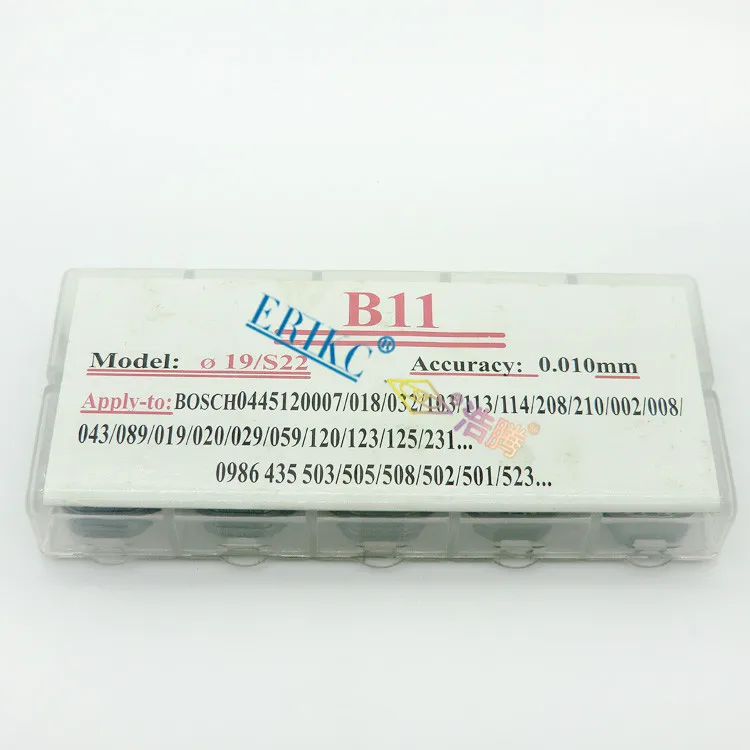 B11
ERIKC®
Model: ø 19/S22 Accuracy: 0.010mm
Apply-to: BOSCH0445120007/018/032/103/113/114/208/210/002/008/
浩腾®
043/089/019/020/029/059/120/123/125/231...
0986 435 503/505/508/502/501/523...